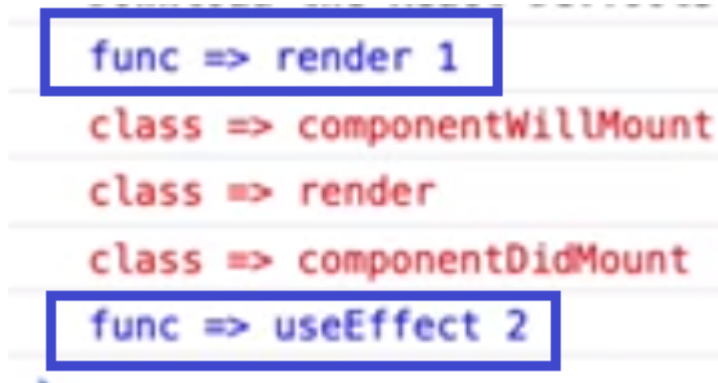 func => render 1
class => componentWillMount
class => render
class => componentDidMount
func => useEffect 2